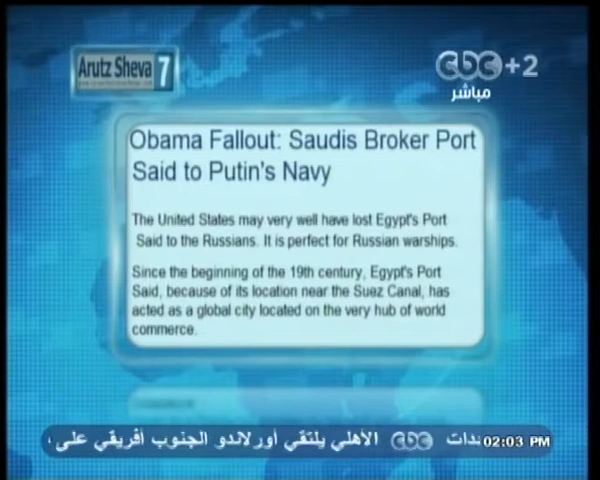 Arutz Sheva 7
cbc +2
مباشر
Obama Fallout: Saudis Broker Port
Said to Putin's Navy
The United States may very well have lost Egypt's Port
Said to the Russians. It is perfect for Russian warships.
Since the beginning of the 19th century, Egypt's Port
Said, because of its location near the Suez Canal, has
acted as a global city located on the very hub of world
commerce.
الأهلي يلتقي أورلاندو الجنوب أفريقي على cbc 02:03 PM